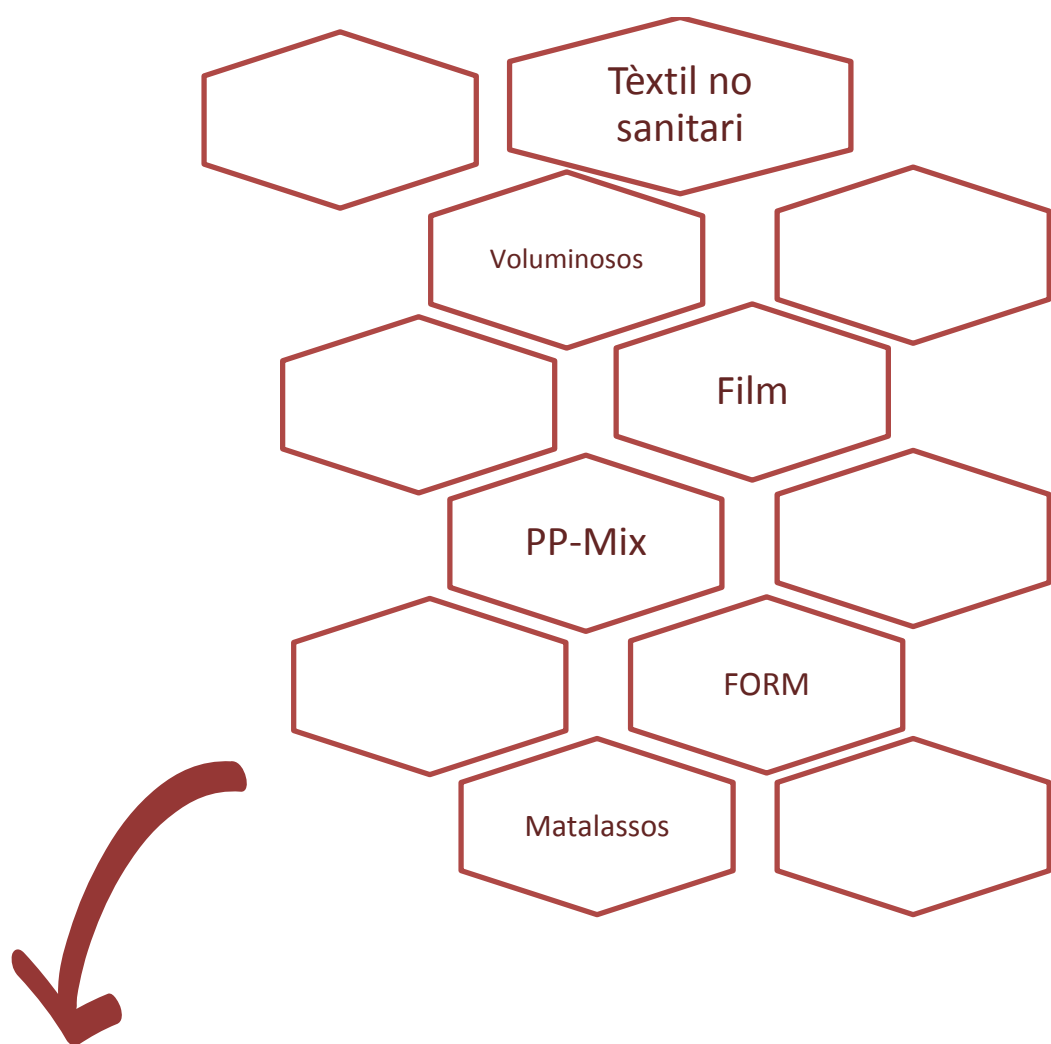 Tèxtil no
sanitari
Voluminosos
Film
PP-Mix
FORM
Matalassos